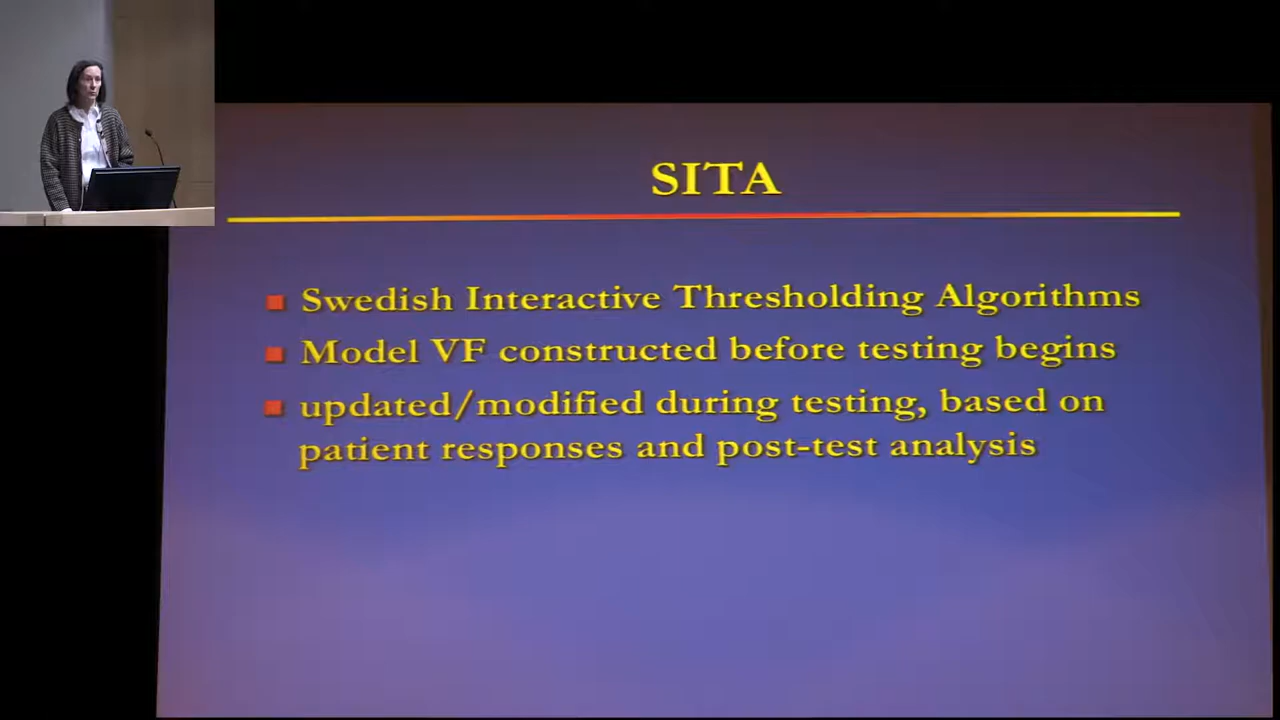 SITA
Swedish Interactive Thresholding Algorithms
Model VF constructed before testing begins
updated/modified during testing, based on
patient responses and post-test analysis